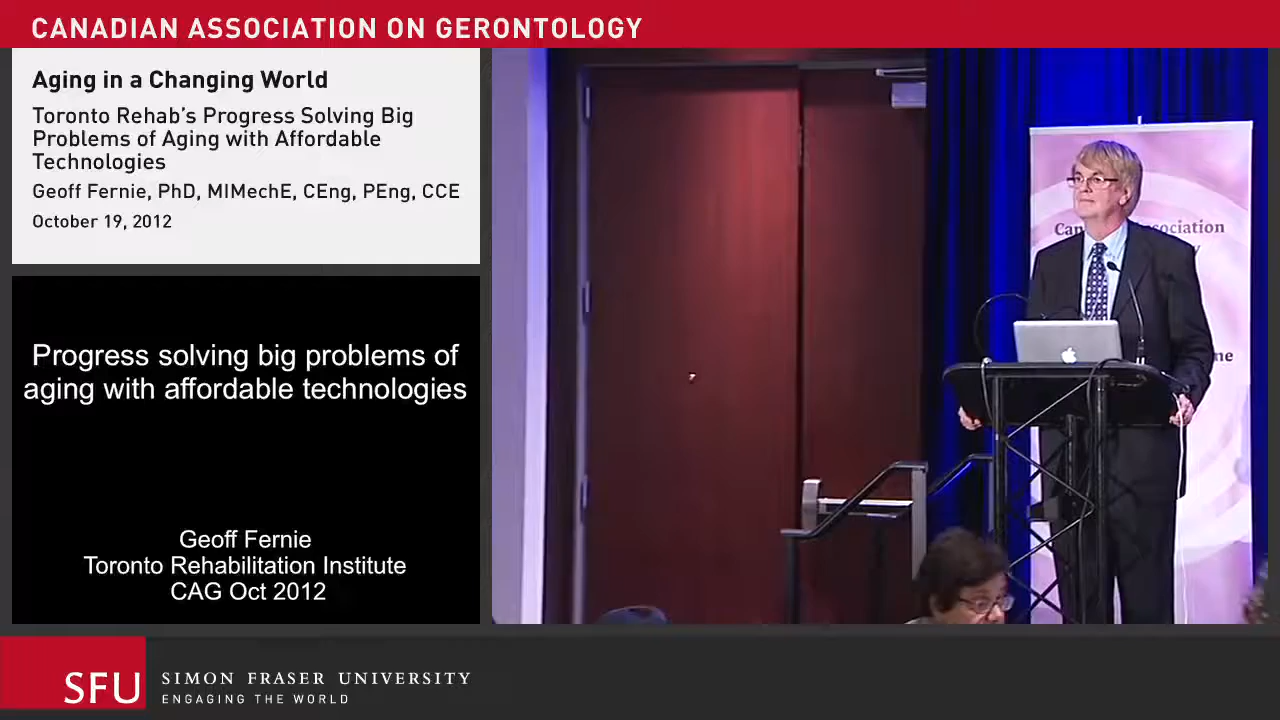 CANADIAN ASSOCIATION ON GERONTOLOGY
Aging in a Changing World
Toronto Rehab's Progress Solving Big
Problems of Aging with Affordable
Technologies
Geoff Fernie, PhD, MIMechE, CEng, PEng, CCE
October 19, 2012
Progress solving big problems of
aging with affordable technologies
Geoff Fernie
Toronto Rehabilitation Institute
CAG Oct 2012
SFU
SIMON FRASER UNIVERSITY
ENGAGING THE WORLD